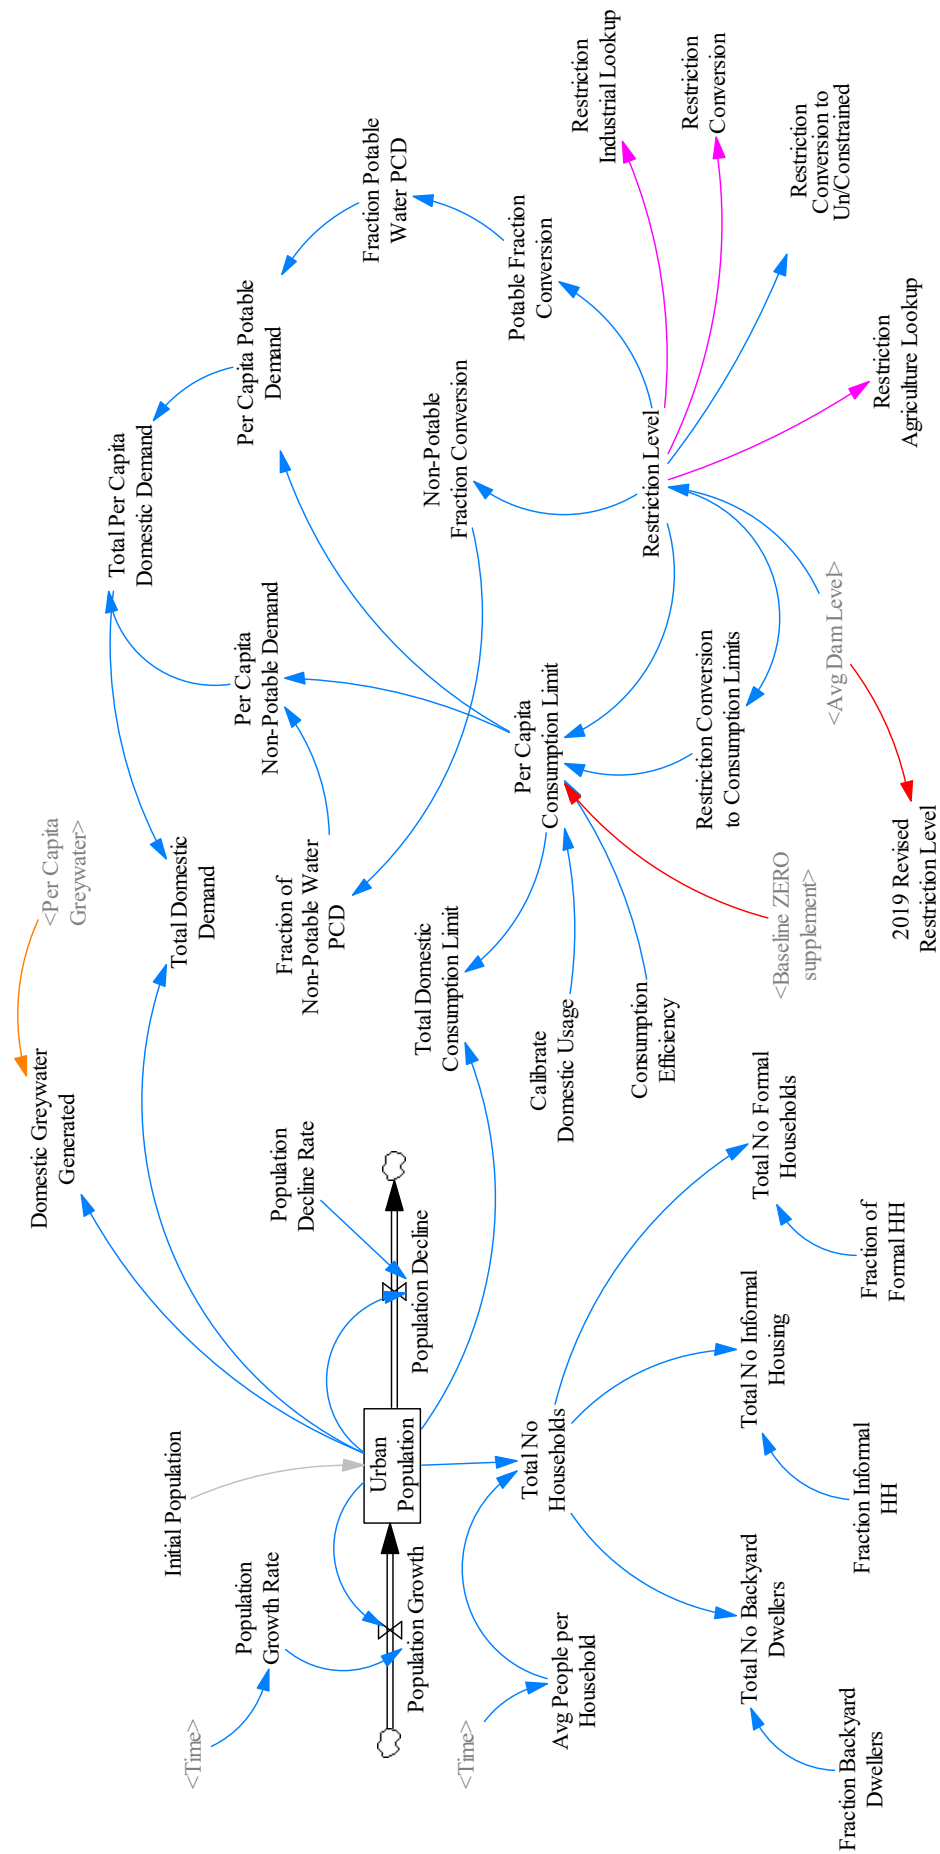 <Per Capita
Greywater>
Domestic Greywater
Generated
Total Per Capita
Domestic Demand
Total Domestic
Demand
Initial Population
Per Capita Potable
Demand
Per Capita
Non-Potable Demand
Fraction of
Non-Potable Water
PCD
Population
Decline Rate
Population
Growth Rate
<Time>
Fraction Potable
Water PCD
Urban
Population
Population Decline
Population Growth
Non-Potable
Fraction Conversion
Total Domestic
Consumption Limit
<Time>
Potable Fraction
Conversion
Per Capita
Consumption Limit
Calibrate
Domestic Usage
Total No
Households
Avg People per
Household
Restriction
Industrial Lookup
Restriction Level
Consumption
Efficiency
Restriction
Conversion
Restriction Conversion
to Consumption Limits
Total No Formal
Households
Total No Informal
Housing
Total No Backyard
Dwellers
<Baseline ZERO
supplement>
Restriction
Conversion to
Un/Constrained
<Avg Dam Level>
Restriction
Agriculture Lookup
2019 Revised
Restriction Level
Fraction of
Formal HH
Fraction Informal
HH
Fraction Backyard
Dwellers